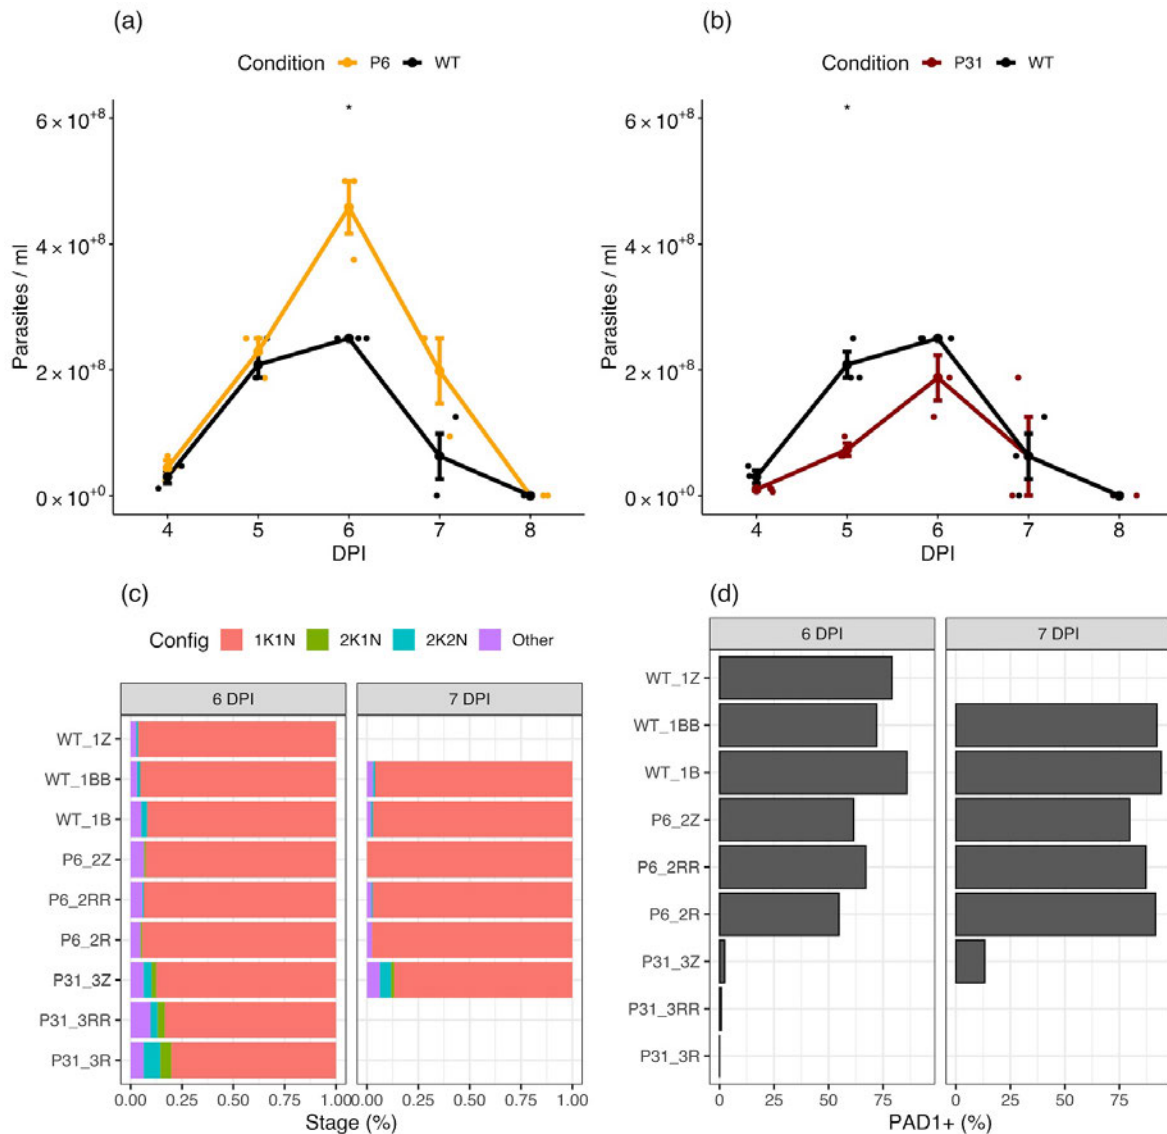 (a)
(b)
Condition P6 WT
Condition P31 WT
*
*
6 × 10⁺⁸
4 × 10⁺⁸
2 × 10⁺⁸
0 × 10⁺⁰
Parasites / ml
4 5 6 7 8
DPI
6 × 10⁺⁸
4 × 10⁺⁸
2 × 10⁺⁸
0 × 10⁺⁰
Parasites / ml
4 5 6 7 8
DPI
(c)
Config 1K1N 2K1N 2K2N Other
6 DPI 7 DPI
WT_1Z
WT_1BB
WT_1B
P6_2Z
P6_2RR
P6_2R
P31_3Z
P31_3RR
P31_3R
0.00 0.25 0.50 0.75 1.00 0.00 0.25 0.50 0.75 1.00
Stage (%)
(d)
6 DPI 7 DPI
WT_1Z
WT_1BB
WT_1B
P6_2Z
P6_2RR
P6_2R
P31_3Z
P31_3RR
P31_3R
0 25 50 75 0 25 50 75
PAD1+ (%)